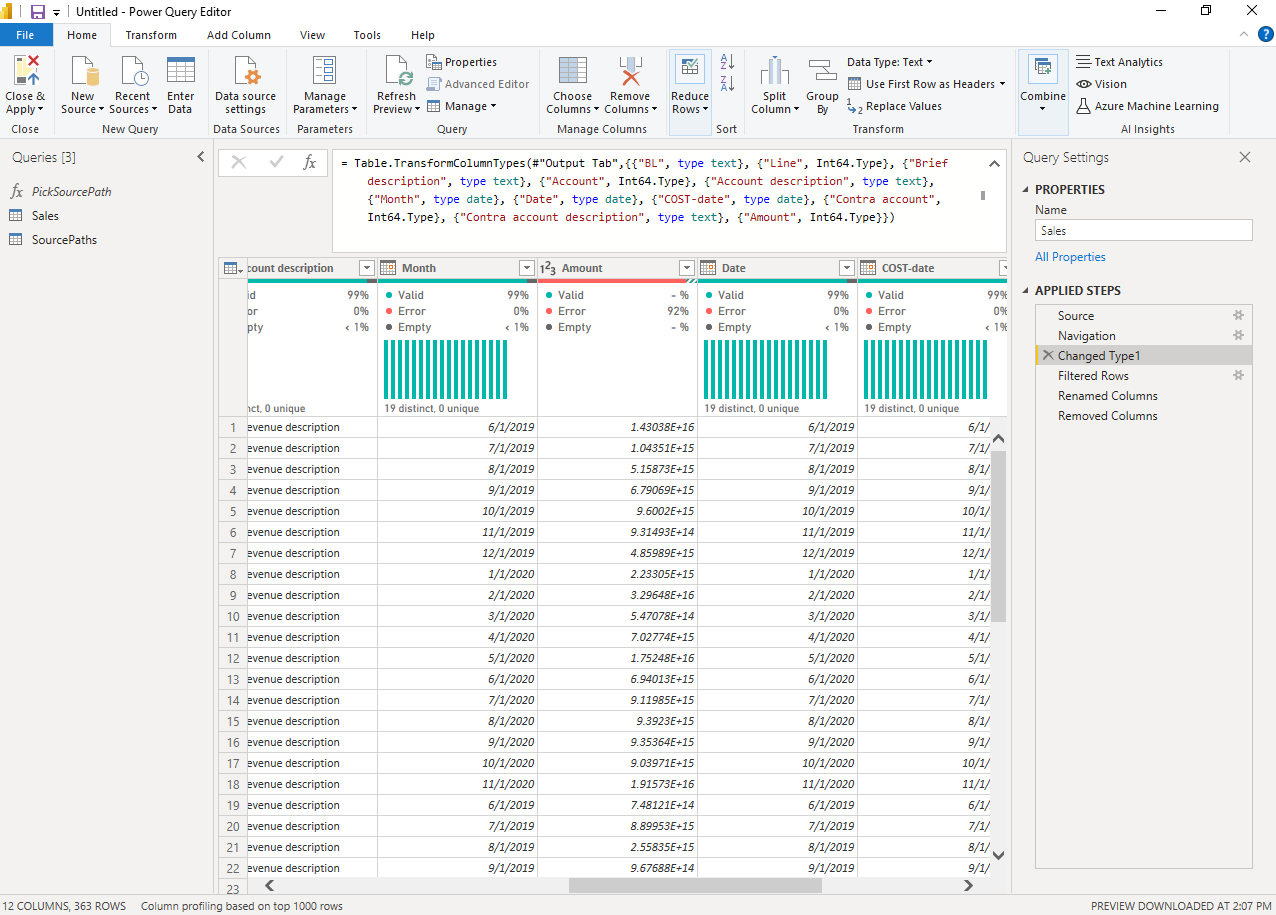 Untitled - Power Query Editor
File Home Transform Add Column View Tools Help
Close & Apply
Close
New Source
Recent Sources
Enter Data
New Query
Data source settings
Data Sources
Manage Parameters
Parameters
Refresh Preview
Properties
Advanced Editor
Manage
Query
Choose Columns
Remove Columns
Manage Columns
Reduce Rows
Sort
Split Column
Group By
Data Type: Text
Use First Row as Headers
Replace Values
Transform
Combine
Text Analytics
Vision
Azure Machine Learning
AI Insights
Queries [3]
PickSourcePath
Sales
SourcePaths
fx
= Table.TransformColumnTypes(#"Output Tab",{{"BL", type text}, {"Line", Int64.Type}, {"Brief
description", type text}, {"Account", Int64.Type}, {"Account description", type text},
{"Month", type date}, {"Date", type date}, {"COST-date", type date}, {"Contra account",
Int64.Type}, {"Contra account description", type text}, {"Amount", Int64.Type}})
count description Month 123 Amount Date COST-date
id 99% Valid 99% Valid - % Valid 99% Valid 99%
or 0% Error 0% Error 92% Error 0% Error 0%
pty < 1% Empty < 1% Empty - % Empty < 1% Empty < 1%
nct, 0 unique 19 distinct, 0 unique 19 distinct, 0 unique 19 distinct, 0 unique
1 evenue description 6/1/2019 1.43038E+16 6/1/2019 6/1/
2 evenue description 7/1/2019 1.04351E+15 7/1/2019 7/1/
3 evenue description 8/1/2019 5.15873E+15 8/1/2019 8/1/
4 evenue description 9/1/2019 6.79069E+15 9/1/2019 9/1/
5 evenue description 10/1/2019 9.6002E+15 10/1/2019 10/1/
6 evenue description 11/1/2019 9.31493E+14 11/1/2019 11/1/
7 evenue description 12/1/2019 4.85989E+15 12/1/2019 12/1/
8 evenue description 1/1/2020 2.23305E+15 1/1/2020 1/1/
9 evenue description 2/1/2020 3.29648E+16 2/1/2020 2/1/
10 evenue description 3/1/2020 5.47078E+14 3/1/2020 3/1/
11 evenue description 4/1/2020 7.02774E+15 4/1/2020 4/1/
12 evenue description 5/1/2020 1.75248E+16 5/1/2020 5/1/
13 evenue description 6/1/2020 6.94013E+15 6/1/2020 6/1/
14 evenue description 7/1/2020 9.11985E+15 7/1/2020 7/1/
15 evenue description 8/1/2020 9.3923E+15 8/1/2020 8/1/
16 evenue description 9/1/2020 9.35364E+15 9/1/2020 9/1/
17 evenue description 10/1/2020 9.03971E+15 10/1/2020 10/1/
18 evenue description 11/1/2020 1.91573E+16 11/1/2020 11/1/
19 evenue description 6/1/2019 7.48121E+14 6/1/2019 6/1/
20 evenue description 7/1/2019 8.89953E+15 7/1/2019 7/1/
21 evenue description 8/1/2019 2.55835E+15 8/1/2019 8/1/
22 evenue description 9/1/2019 9.67688E+14 9/1/2019 9/1/
23
Query Settings
PROPERTIES
Name
Sales
All Properties
APPLIED STEPS
Source
Navigation
Changed Type1
Filtered Rows
Renamed Columns
Removed Columns
12 COLUMNS, 363 ROWS Column profiling based on top 1000 rows PREVIEW DOWNLOADED AT 2:07 PM